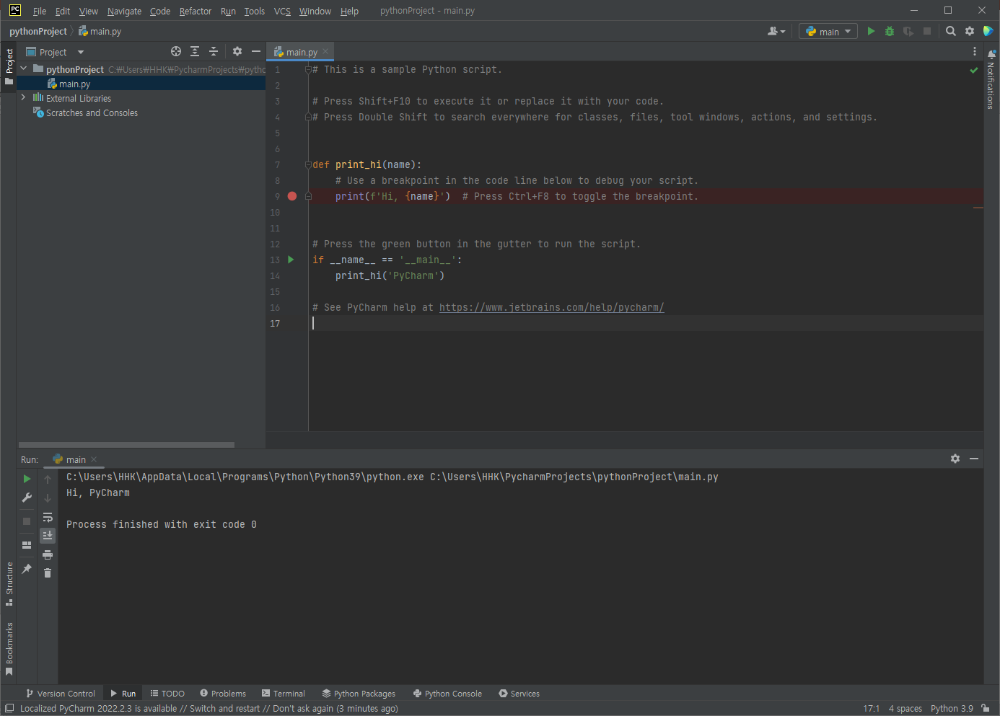 PC File Edit View Navigate Code Refactor Run Tools VCS Window Help pythonProject - main.py
pythonProject main.py main
Project main.py
Project
pythonProject C:₩Users₩HHK₩PycharmProjects₩pytho
main.py
External Libraries
Scratches and Consoles
Notifications
1 # This is a sample Python script.
2
3 # Press Shift+F10 to execute it or replace it with your code.
4 # Press Double Shift to search everywhere for classes, files, tool windows, actions, and settings.
5
6
7 def print_hi(name):
8 # Use a breakpoint in the code line below to debug your script.
9 print(f'Hi, {name}') # Press Ctrl+F8 to toggle the breakpoint.
10
11
12 # Press the green button in the gutter to run the script.
13 if __name__ == '__main__':
14 print_hi('PyCharm')
15
16 # See PyCharm help at https://www.jetbrains.com/help/pycharm/
17
Run: main
C:\Users\HHK\AppData\Local\Programs\Python\Python39\python.exe C:\Users\HHK\PycharmProjects\pythonProject\main.py
Hi, PyCharm
Process finished with exit code 0
Structure
Bookmarks
Version Control Run TODO Problems Terminal Python Packages Python Console Services
Localized PyCharm 2022.2.3 is available // Switch and restart // Don't ask again (3 minutes ago) 17:1 4 spaces Python 3.9